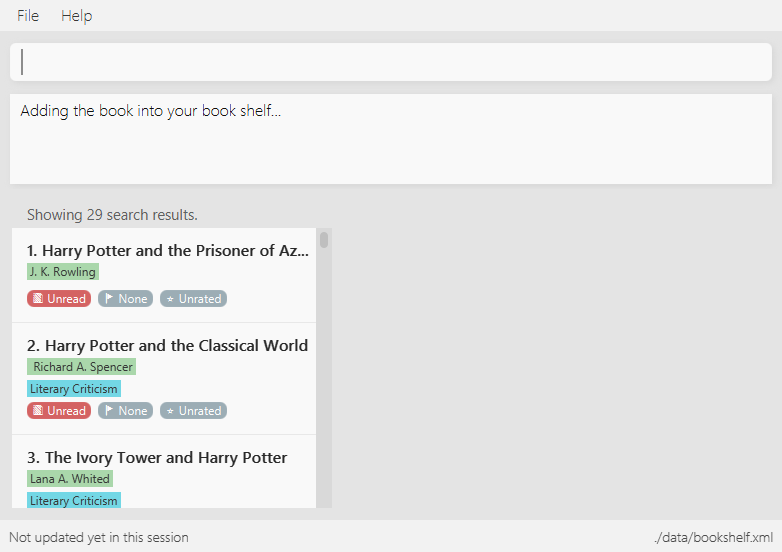 File Help
Adding the book into your book shelf...
Showing 29 search results.
1. Harry Potter and the Prisoner of Az...
J. K. Rowling
Unread None Unrated
2. Harry Potter and the Classical World
Richard A. Spencer
Literary Criticism
Unread None Unrated
3. The Ivory Tower and Harry Potter
Lana A. Whited
Literary Criticism
Not updated yet in this session ./data/bookshelf.xml